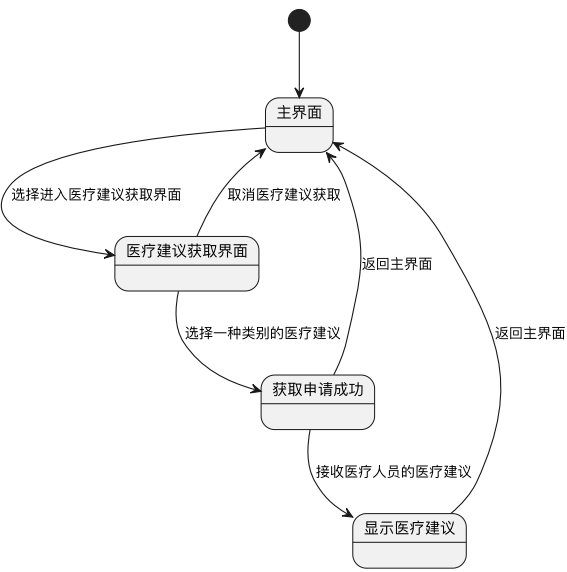 主界面
选择进入医疗建议获取界面
取消医疗建议获取
医疗建议获取界面
返回主界面
选择一种类别的医疗建议
返回主界面
获取申请成功
接收医疗人员的医疗建议
显示医疗建议